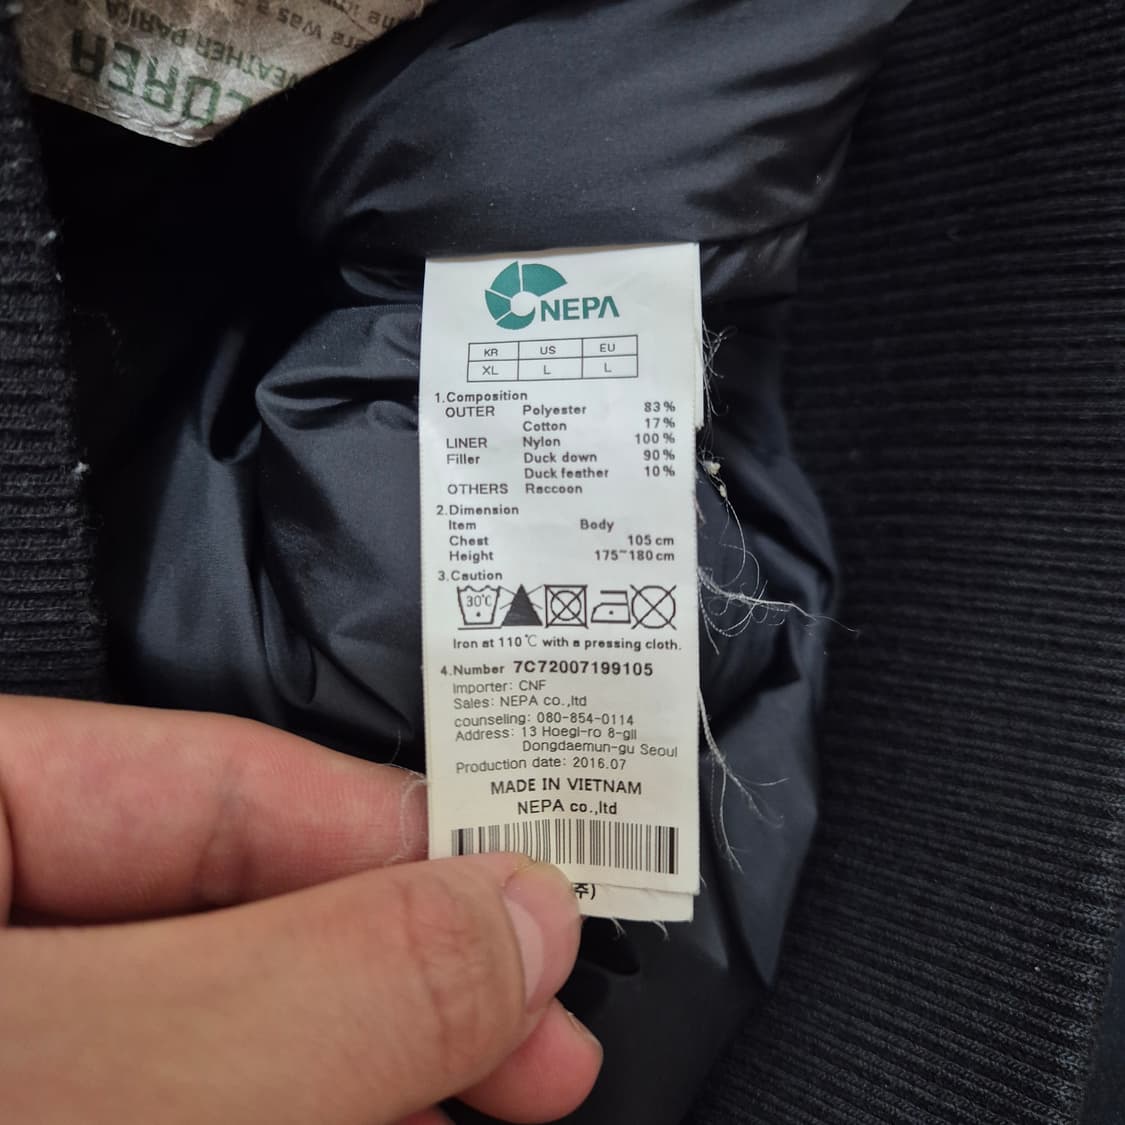 WEATHER PARKA
NEPA
KR US EU
XL L L
1.Composition
OUTER Polyester 83%
Cotton 17%
LINER Nylon 100%
Filler Duck down 90%
Duck feather 10%
OTHERS Raccoon
2.Dimension
Item Body
Chest 105 cm
Height 175~180 cm
3.Caution
30℃
Iron at 110℃ with a pressing cloth.
4.Number 7C72007199105
Importer: CNF
Sales: NEPA co.,ltd
counseling: 080-854-0114
Address: 13 Hoegi-ro 8-gil
Dongdaemun-gu Seoul
Production date: 2016.07
MADE IN VIETNAM
NEPA co.,ltd
주)